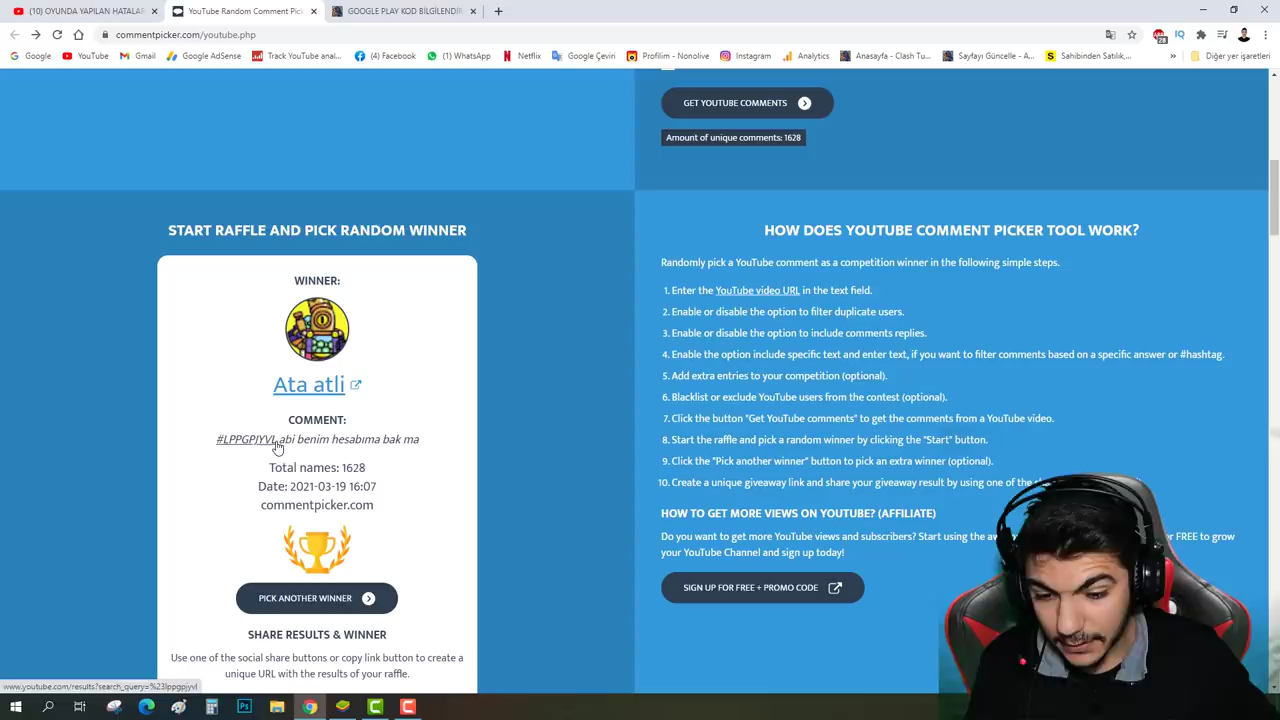 (10) OYUNDA YAPILAN HATALAR
YouTube Random Comment Pick
GOOGLE PLAY KOD BİLGİLENDİR
commentpicker.com/youtube.php
Google
YouTube
Gmail
Google AdSense
Track YouTube anal...
(4) Facebook
(1) WhatsApp
Netflix
Google Çeviri
Profilim - Nonolive
Instagram
Analytics
Anasayfa - Clash Tu...
Sayfayı Güncelle - A...
Sahibinden Satılık,...
Diğer yer işaretleri
GET YOUTUBE COMMENTS
Amount of unique comments: 1628
START RAFFLE AND PICK RANDOM WINNER
WINNER:
Ata atli
COMMENT:
#LPPGPJYVL abi benim hesabıma bak ma
Total names: 1628
Date: 2021-03-19 16:07
commentpicker.com
PICK ANOTHER WINNER
SHARE RESULTS & WINNER
Use one of the social share buttons or copy link button to create a
unique URL with the results of your raffle.
HOW DOES YOUTUBE COMMENT PICKER TOOL WORK?
Randomly pick a YouTube comment as a competition winner in the following simple steps.
1. Enter the YouTube video URL in the text field.
2. Enable or disable the option to filter duplicate users.
3. Enable or disable the option to include comments replies.
4. Enable the option include specific text and enter text, if you want to filter comments based on a specific answer or #hashtag.
5. Add extra entries to your competition (optional).
6. Blacklist or exclude YouTube users from the contest (optional).
7. Click the button "Get YouTube comments" to get the comments from a YouTube video.
8. Start the raffle and pick a random winner by clicking the "Start" button.
9. Click the "Pick another winner" button to pick an extra winner (optional).
10. Create a unique giveaway link and share your giveaway result by using one of the
HOW TO GET MORE VIEWS ON YOUTUBE? (AFFILIATE)
Do you want to get more YouTube views and subscribers? Start using the or FREE to grow
your YouTube Channel and sign up today!
SIGN UP FOR FREE + PROMO CODE
www.youtube.com/results?search_query=%23lppgpjyvl